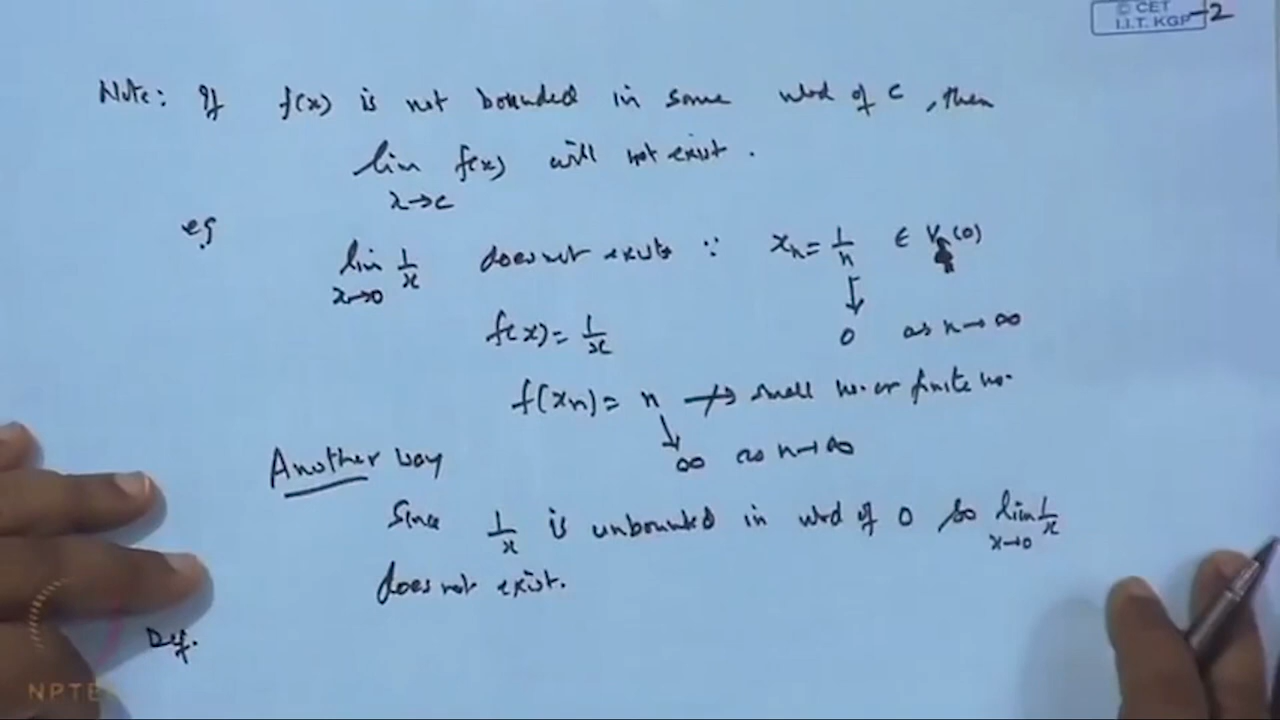 © CET
I.I.T. KGP -2
Note: If f(x) is not bounded in some nbd of c, then
lim f(x) will not exist.
x→c
eg
lim 1/x does not exists ∵ xn = 1/n ∈ V (0)
x→0
↓
f(x) = 1/x 0 as n→∞
f(xn) = n ↛ small no. or finite no.
↓
∞ as n→∞
Another way
Since 1/x is unbounded in nbd of 0 so lim 1/x
x→0
does not exist.
Def.
NPTE